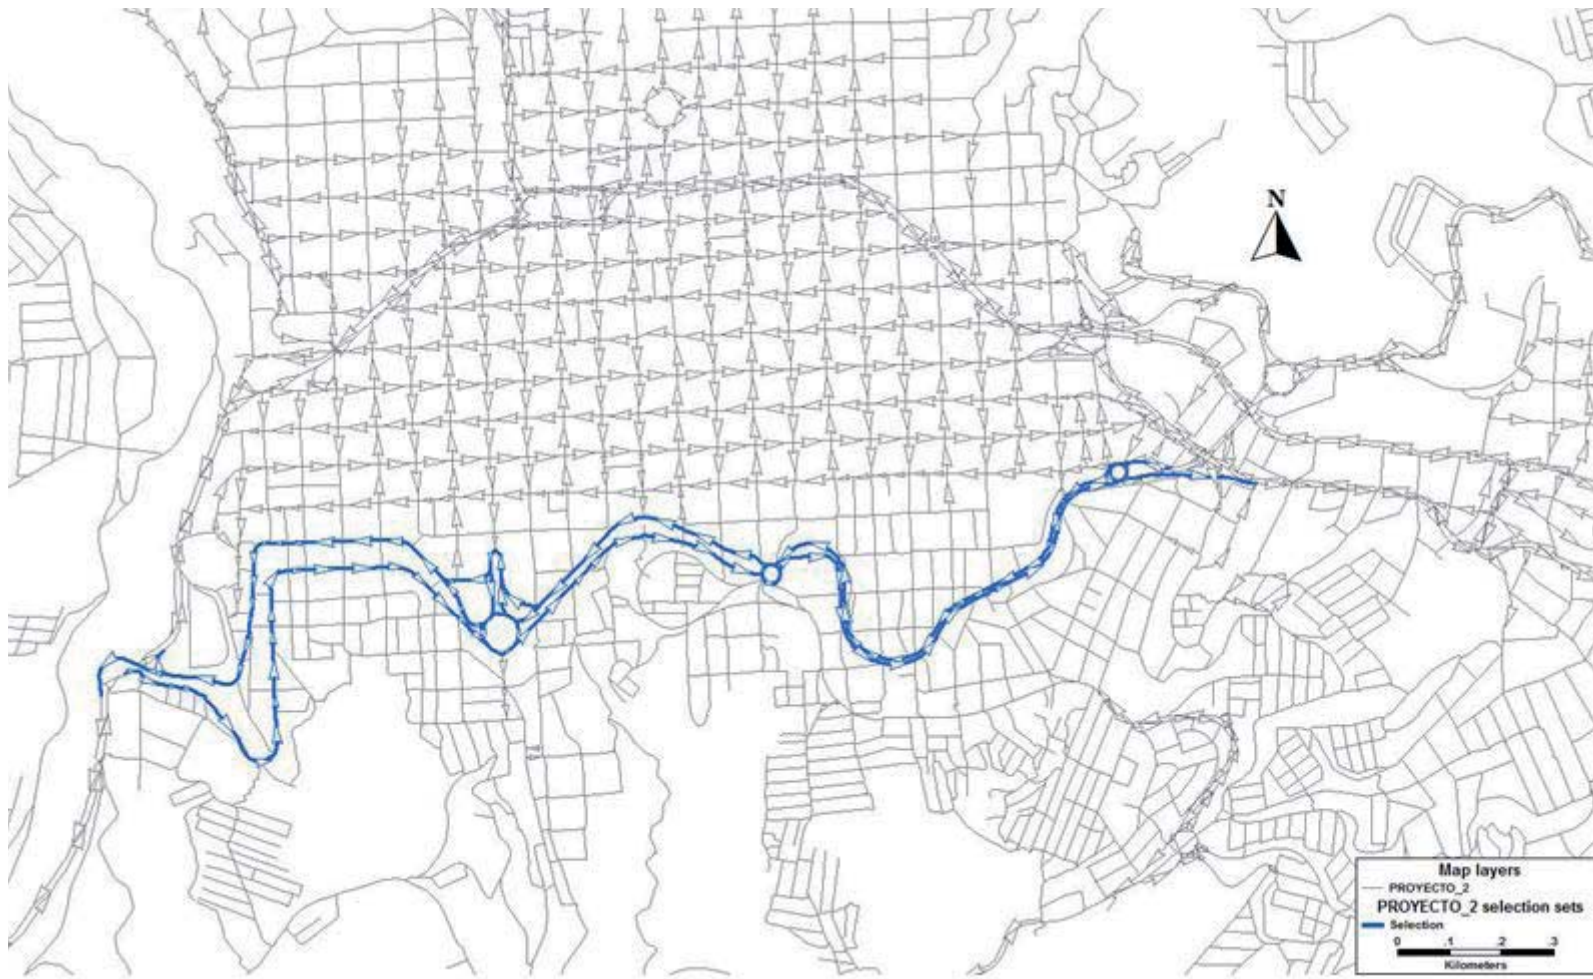 N
Map layers
PROYECTO_2
PROYECTO_2 selection sets
Selection
0 .1 .2 .3
Kilometers